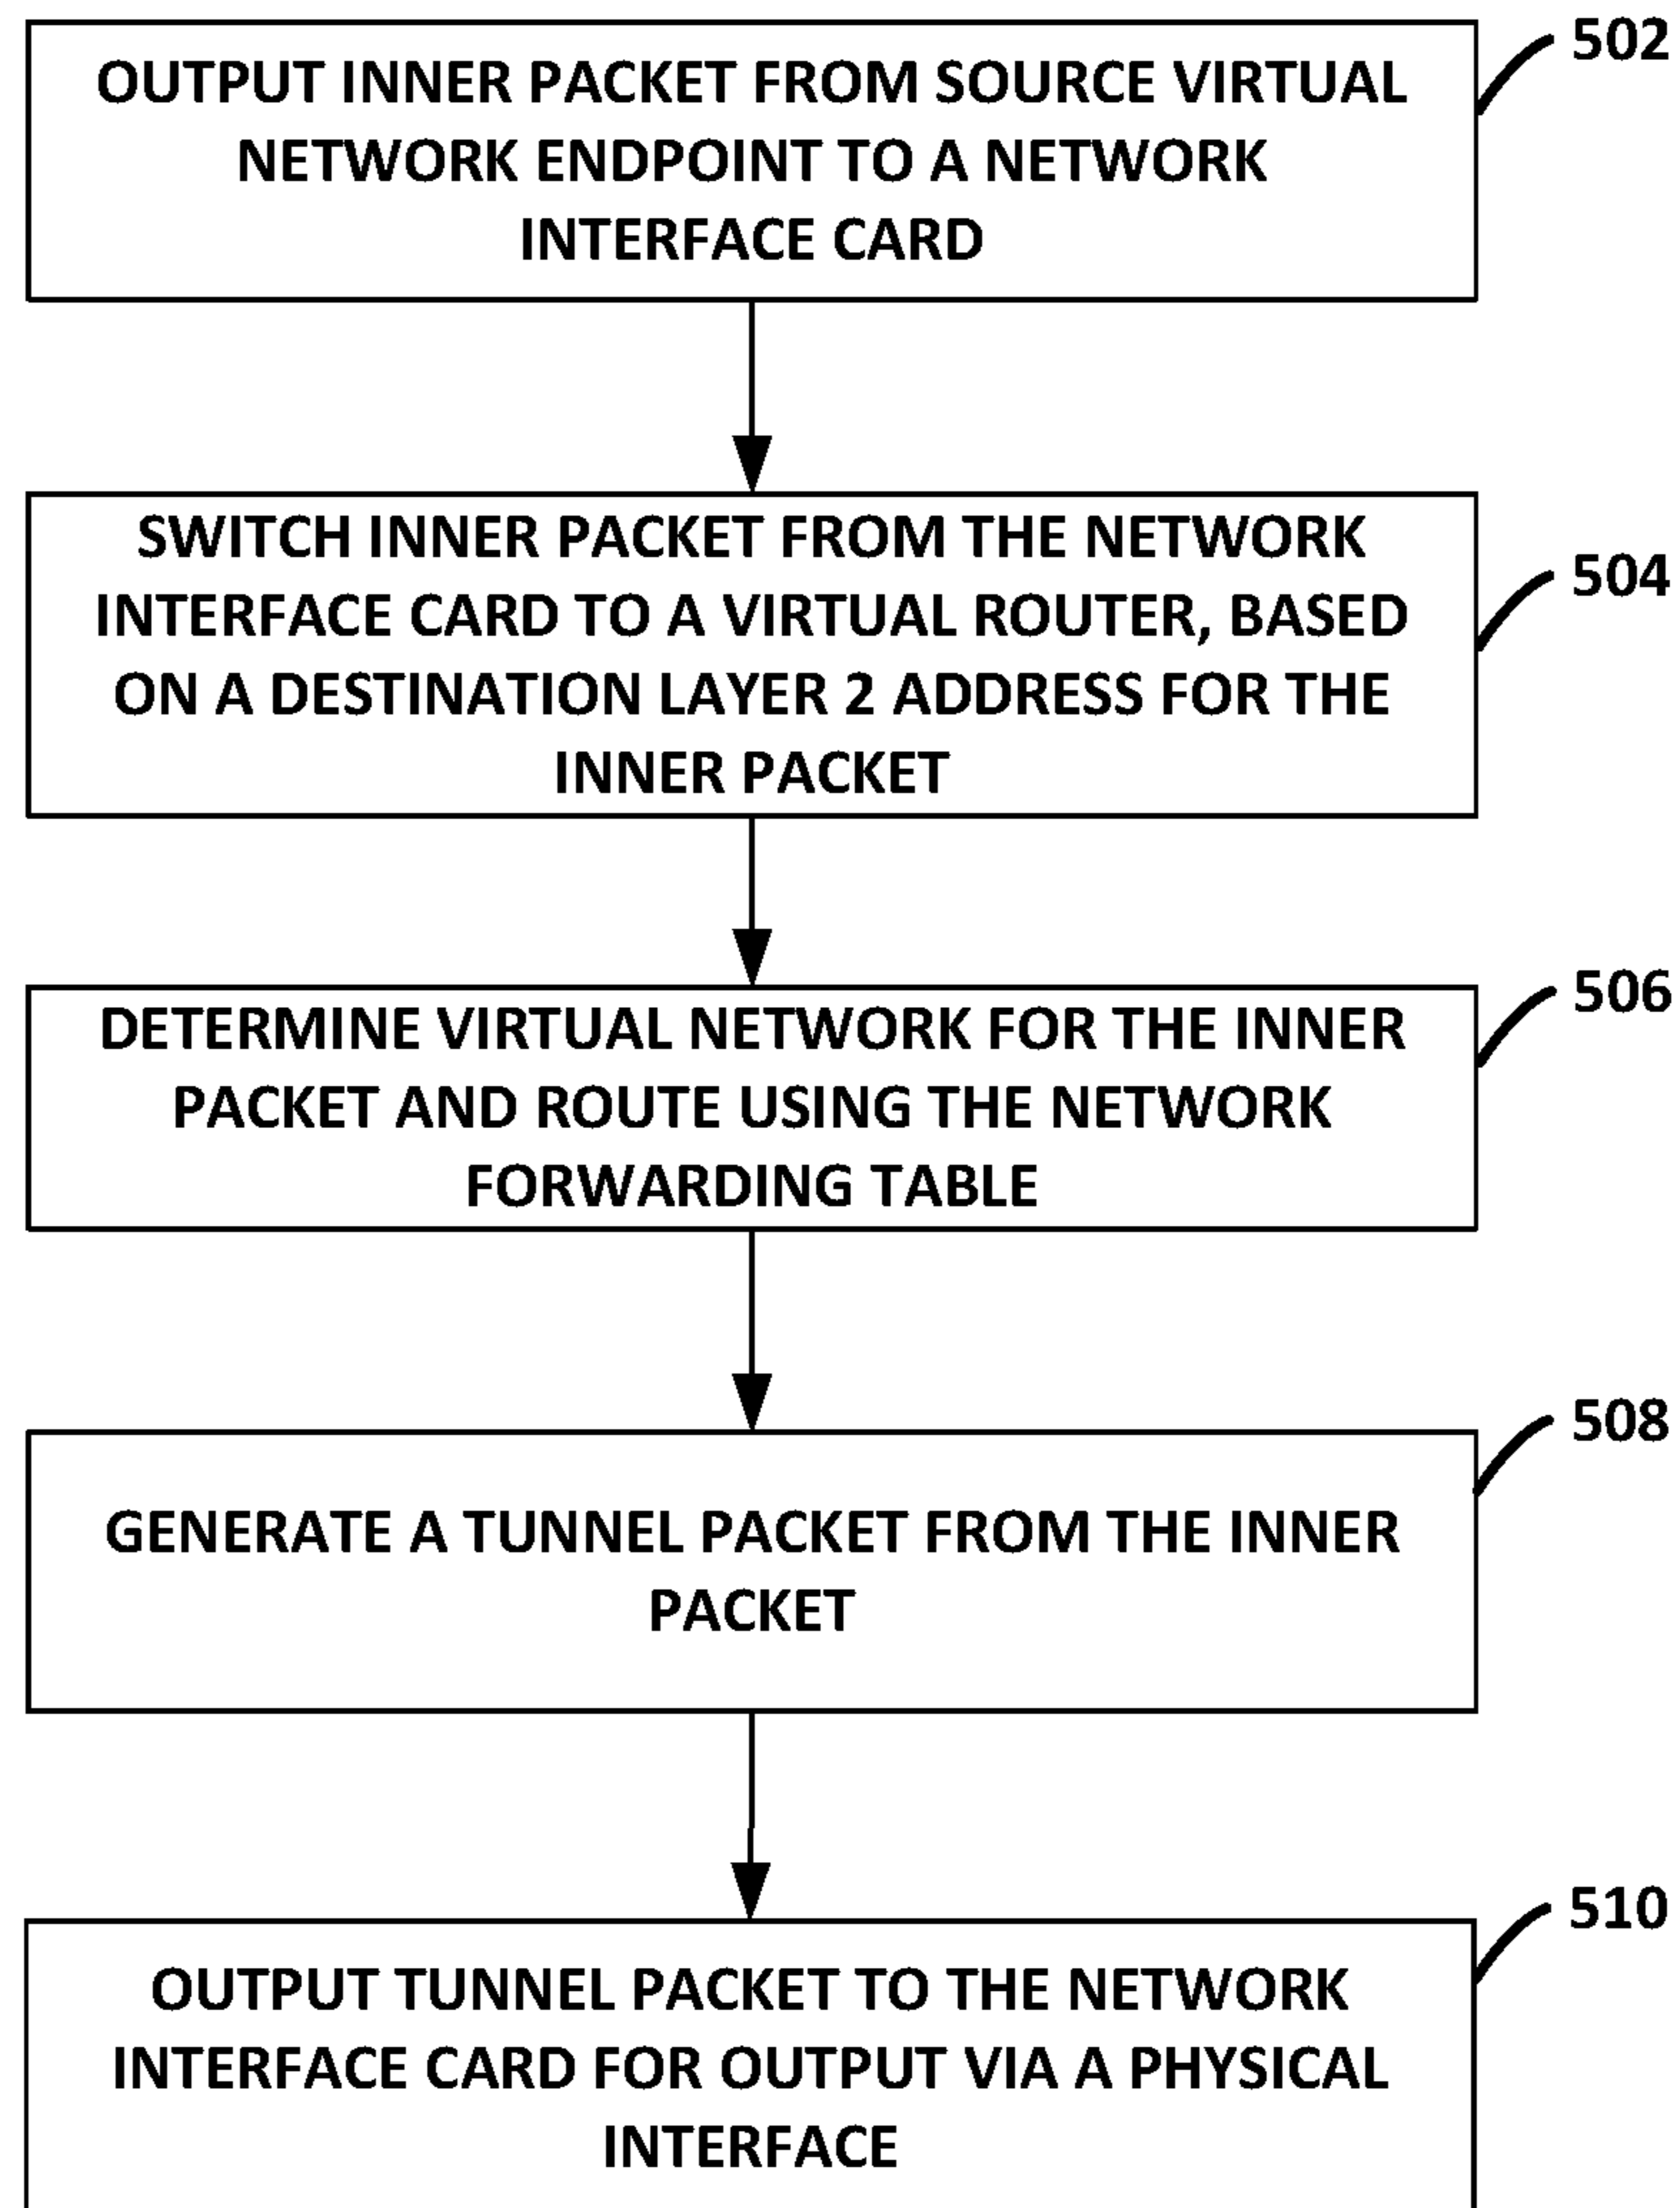 502
OUTPUT INNER PACKET FROM SOURCE VIRTUAL
NETWORK ENDPOINT TO A NETWORK
INTERFACE CARD
504
SWITCH INNER PACKET FROM THE NETWORK
INTERFACE CARD TO A VIRTUAL ROUTER, BASED
ON A DESTINATION LAYER 2 ADDRESS FOR THE
INNER PACKET
506
DETERMINE VIRTUAL NETWORK FOR THE INNER
PACKET AND ROUTE USING THE NETWORK
FORWARDING TABLE
508
GENERATE A TUNNEL PACKET FROM THE INNER
PACKET
510
OUTPUT TUNNEL PACKET TO THE NETWORK
INTERFACE CARD FOR OUTPUT VIA A PHYSICAL
INTERFACE